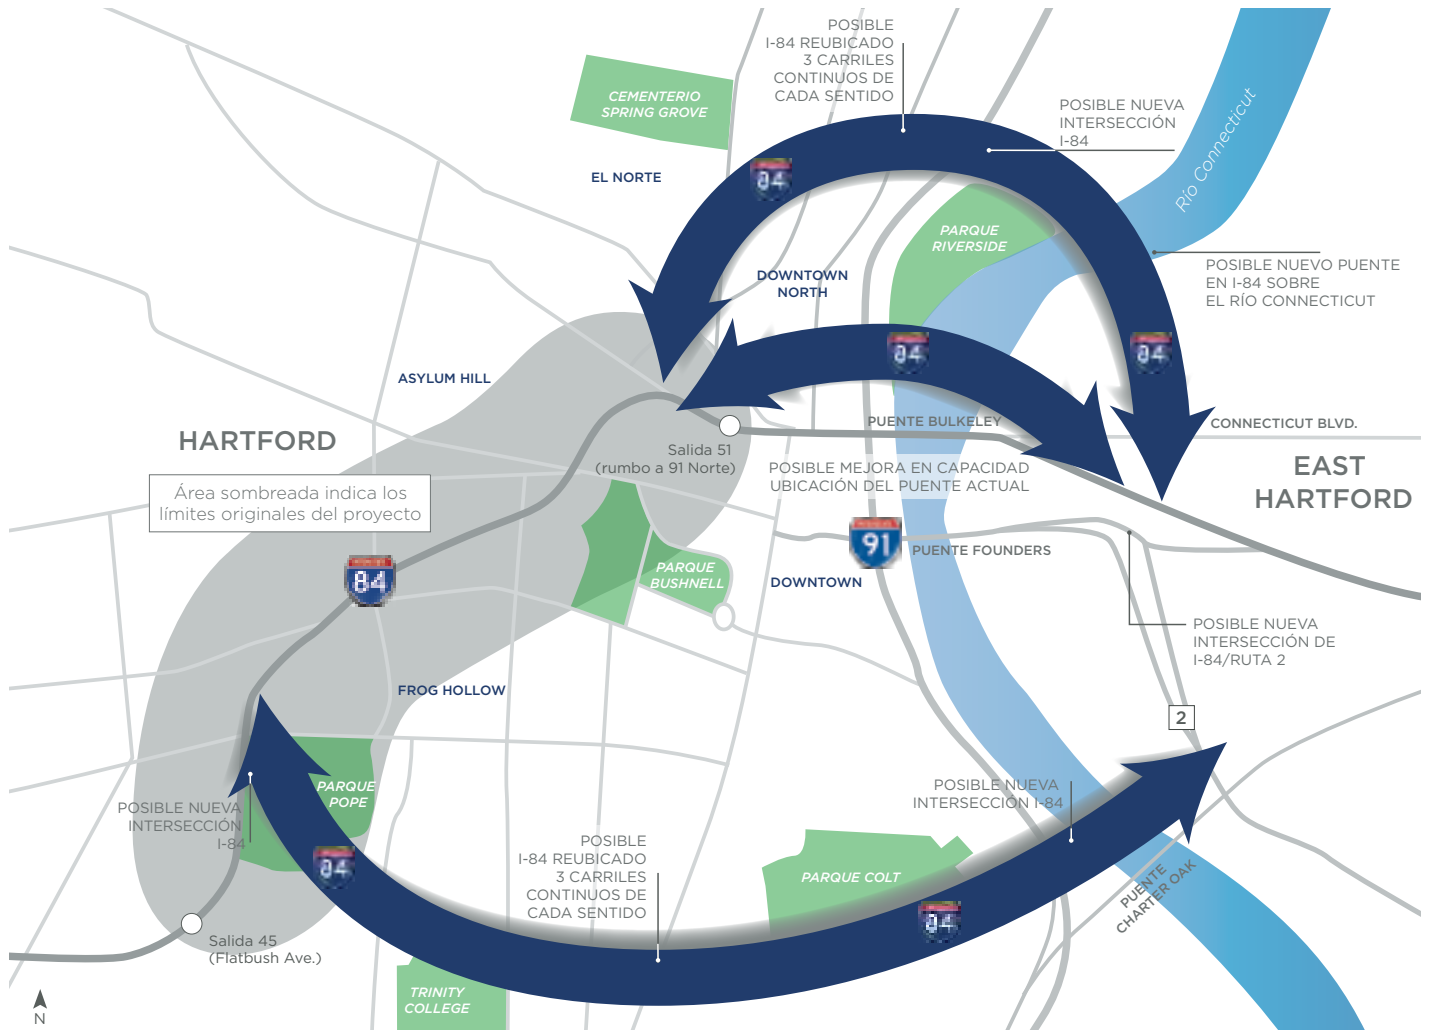 POSIBLE
I-84 REUBICADO
3 CARRILES
CONTINUOS DE
CADA SENTIDO
CEMENTERIO
SPRING GROVE
POSIBLE NUEVA
INTERSECCIÓN
I-84
Río Connecticut
EL NORTE
84
PARQUE
RIVERSIDE
DOWNTOWN
NORTH
POSIBLE NUEVO PUENTE
EN I-84 SOBRE
EL RÍO CONNECTICUT
84
84
ASYLUM HILL
HARTFORD
PUENTE BULKELEY
CONNECTICUT BLVD.
Salida 51
(rumbo a 91 Norte)
POSIBLE MEJORA EN CAPACIDAD
UBICACIÓN DEL PUENTE ACTUAL
EAST
HARTFORD
Área sombreada indica los
límites originales del proyecto
91
PUENTE FOUNDERS
84
PARQUE
BUSHNELL
DOWNTOWN
POSIBLE NUEVA
INTERSECCIÓN DE
I-84/RUTA 2
FROG HOLLOW
2
PARQUE
POPE
POSIBLE NUEVA
INTERSECCIÓN
I-84
POSIBLE NUEVA
INTERSECCIÓN I-84
84
POSIBLE
I-84 REUBICADO
3 CARRILES
CONTINUOS DE
CADA SENTIDO
PARQUE COLT
84
PUENTE
CHARTER OAK
Salida 45
(Flatbush Ave.)
TRINITY
COLLEGE
N